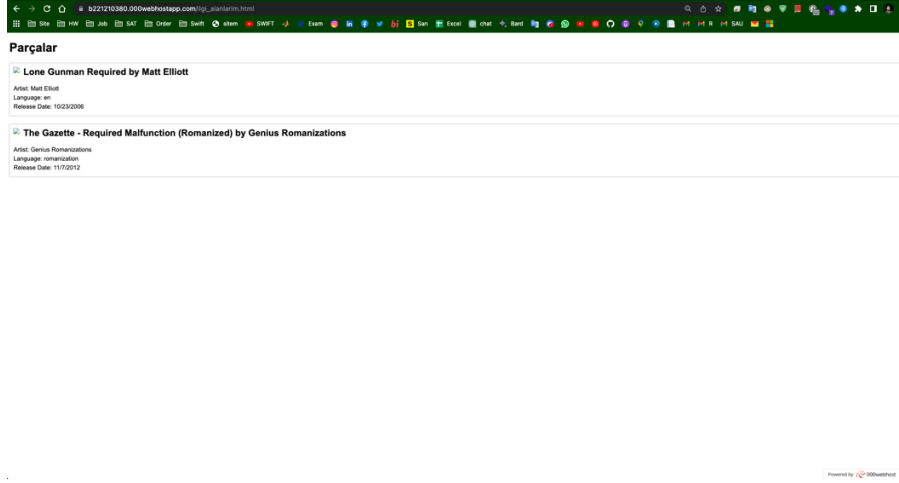 b221210380.000webhostapp.com/ilgi_alanlarim.html
Site HW Job SAT Order Swift sitem SWIFT Exam San Excel chat Bard M M R M SAU
Parçalar
Lone Gunman Required by Matt Elliott
Artist: Matt Elliott
Language: en
Release Date: 10/23/2006
The Gazette - Required Malfunction (Romanized) by Genius Romanizations
Artist: Genius Romanizations
Language: romanization
Release Date: 11/7/2012
Powered by 000webhost